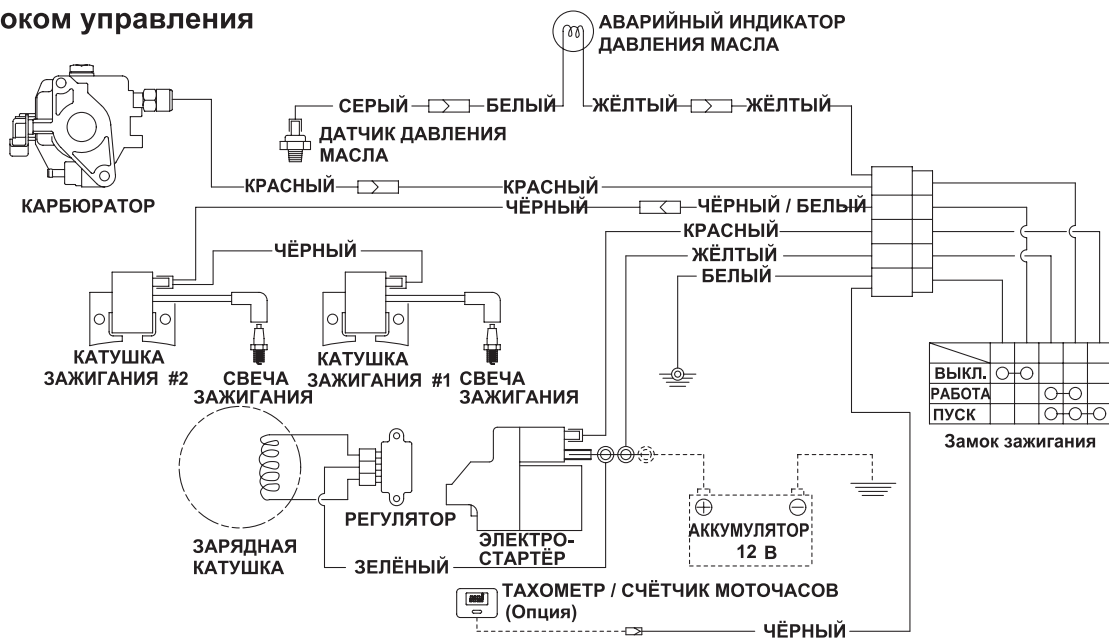 оком управления
АВАРИЙНЫЙ ИНДИКАТОР
ДАВЛЕНИЯ МАСЛА
СЕРЫЙ
БЕЛЫЙ
ЖЁЛТЫЙ
ЖЁЛТЫЙ
ДАТЧИК ДАВЛЕНИЯ
МАСЛА
КАРБЮРАТОР
КРАСНЫЙ
КРАСНЫЙ
ЧЁРНЫЙ
ЧЁРНЫЙ / БЕЛЫЙ
КРАСНЫЙ
ЧЁРНЫЙ
ЖЁЛТЫЙ
БЕЛЫЙ
КАТУШКА
ЗАЖИГАНИЯ #2
СВЕЧА
ЗАЖИГАНИЯ
КАТУШКА
ЗАЖИГАНИЯ #1
СВЕЧА
ЗАЖИГАНИЯ
ВЫКЛ.
РАБОТА
ПУСК
Замок зажигания
РЕГУЛЯТОР
ЗАРЯДНАЯ
КАТУШКА
ЗЕЛЁНЫЙ
ЭЛЕКТРО-
СТАРТЁР
АККУМУЛЯТОР
12 В
ТАХОМЕТР / СЧЁТЧИК МОТОЧАСОВ
(Опция)
ЧЁРНЫЙ